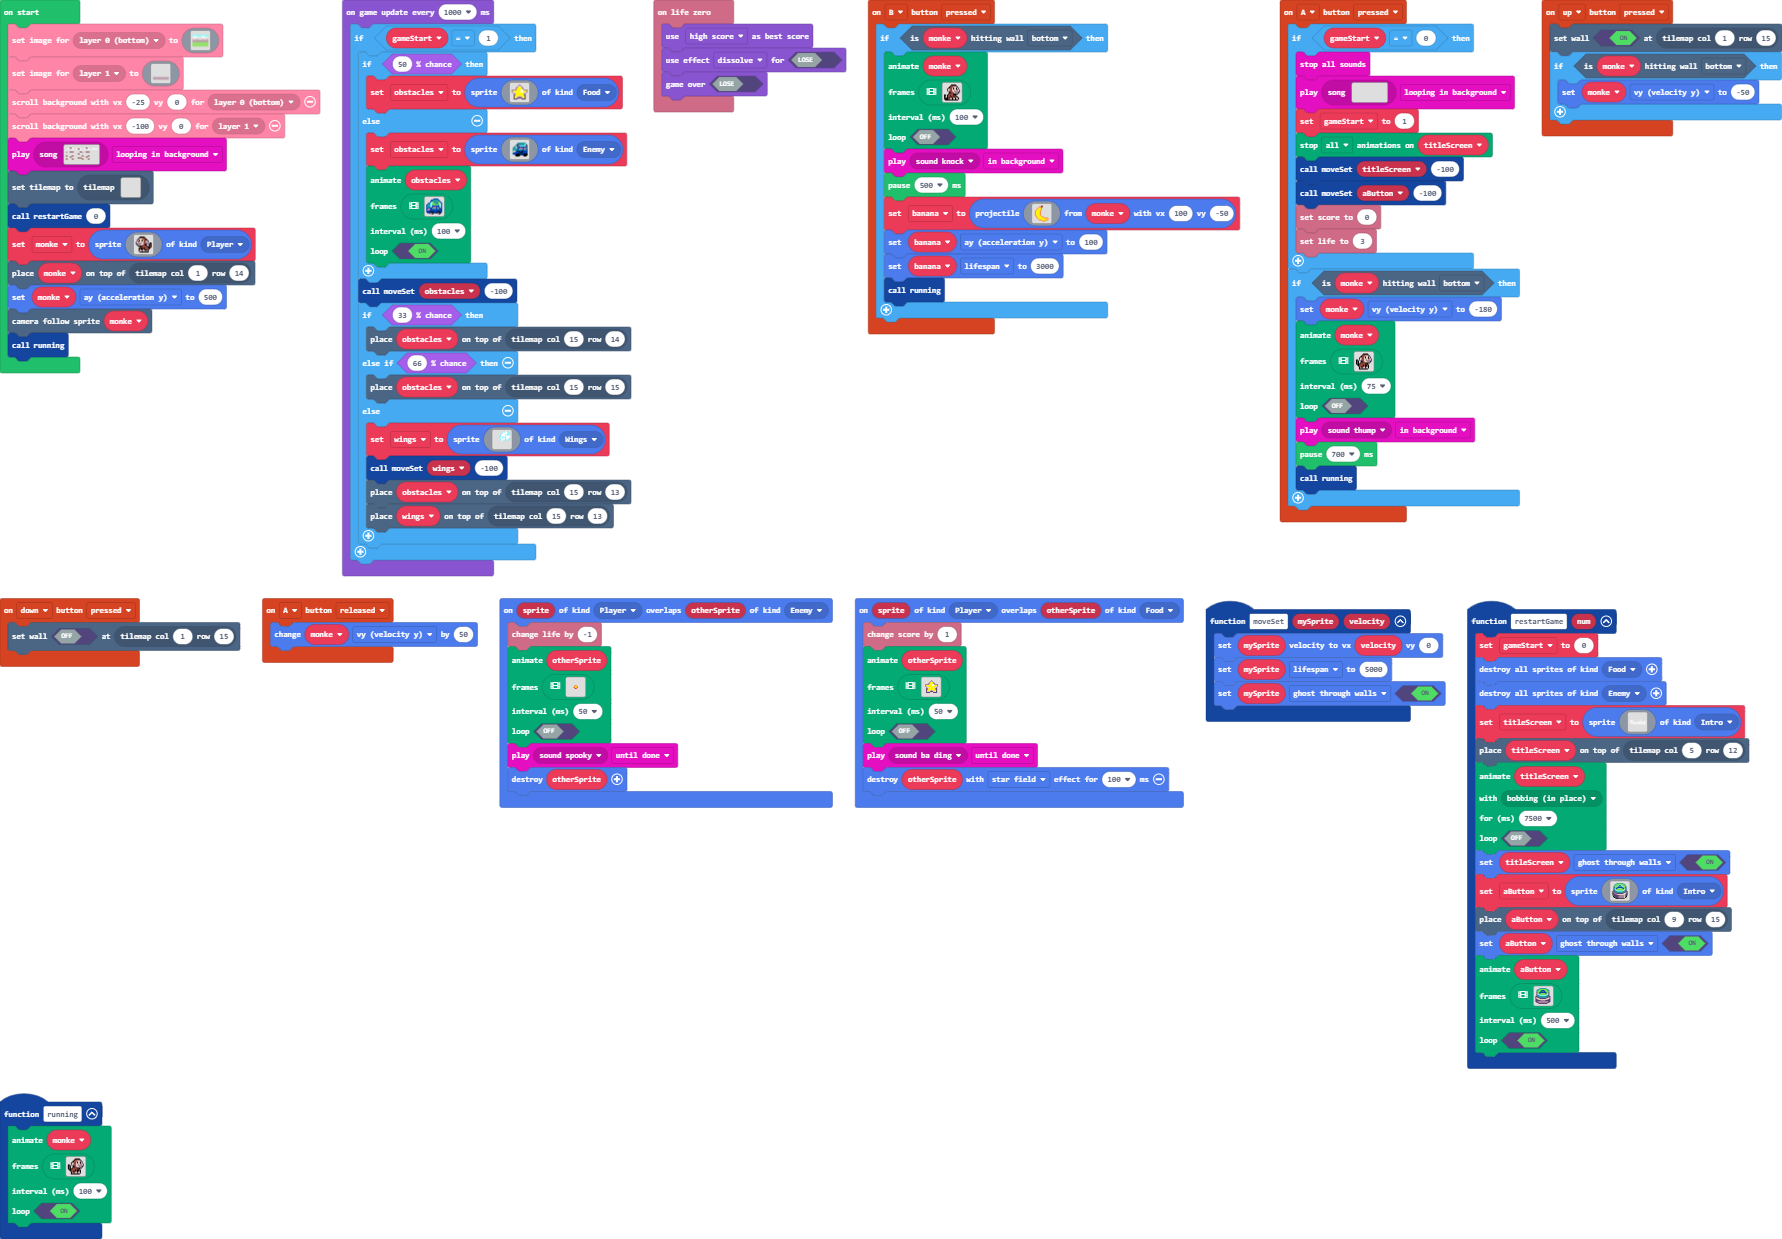 on start
set image for layer 0 (bottom) to
set image for layer 1 to
scroll background with vx -25 vy 0 for layer 0 (bottom)
scroll background with vx -100 vy 0 for layer 1
play song looping in background
set tilemap to tilemap
call restartGame 0
set monke to sprite of kind Player
place monke on top of tilemap col 1 row 14
set monke ay (acceleration y) to 500
camera follow sprite monke
call running
on game update every 1000 ms
if gameStart = 1 then
if 50 % chance then
set obstacles to sprite of kind Food
else
set obstacles to sprite of kind Enemy
animate obstacles
frames
interval (ms) 100
loop ON
call moveSet obstacles -100
if 33 % chance then
place obstacles on top of tilemap col 15 row 14
else if 66 % chance then
place obstacles on top of tilemap col 15 row 15
else
set wings to sprite of kind Wings
call moveSet wings -100
place obstacles on top of tilemap col 15 row 13
place wings on top of tilemap col 15 row 13
on life zero
use high score as best score
use effect dissolve for LOSE
game over LOSE
on B button pressed
if is monke hitting wall bottom then
animate monke
frames
interval (ms) 100
loop OFF
play sound knock in background
pause 500 ms
set banana to projectile from monke with vx 100 vy -50
set banana ay (acceleration y) to 100
set banana lifespan to 3000
call running
on A button pressed
if gameStart = 0 then
stop all sounds
play song looping in background
set gameStart to 1
stop all animations on titleScreen
call moveSet titleScreen -100
call moveSet aButton -100
set score to 0
set life to 3
if is monke hitting wall bottom then
set monke vy (velocity y) to -180
animate monke
frames
interval (ms) 75
loop OFF
play sound thump in background
pause 700 ms
call running
on up button pressed
set wall ON at tilemap col 1 row 15
if is monke hitting wall bottom then
set monke vy (velocity y) to -50
on down button pressed
set wall OFF at tilemap col 1 row 15
on A button released
change monke vy (velocity y) by 50
on sprite of kind Player overlaps otherSprite of kind Enemy
change life by -1
animate otherSprite
frames
interval (ms) 50
loop OFF
play sound spooky until done
destroy otherSprite
on sprite of kind Player overlaps otherSprite of kind Food
change score by 1
animate otherSprite
frames
interval (ms) 50
loop OFF
play sound ba ding until done
destroy otherSprite with star field effect for 100 ms
function moveSet mySprite velocity
set mySprite velocity to vx velocity vy 0
set mySprite lifespan to 5000
set mySprite ghost through walls ON
function restartGame num
set gameStart to 0
destroy all sprites of kind Food
destroy all sprites of kind Enemy
set titleScreen to sprite of kind Intro
place titleScreen on top of tilemap col 5 row 12
animate titleScreen
with bobbing (in place)
for (ms) 7500
loop OFF
set titleScreen ghost through walls ON
set aButton to sprite of kind Intro
place aButton on top of tilemap col 9 row 15
set aButton ghost through walls ON
animate aButton
frames
interval (ms) 500
loop ON
function running
animate monke
frames
interval (ms) 100
loop ON